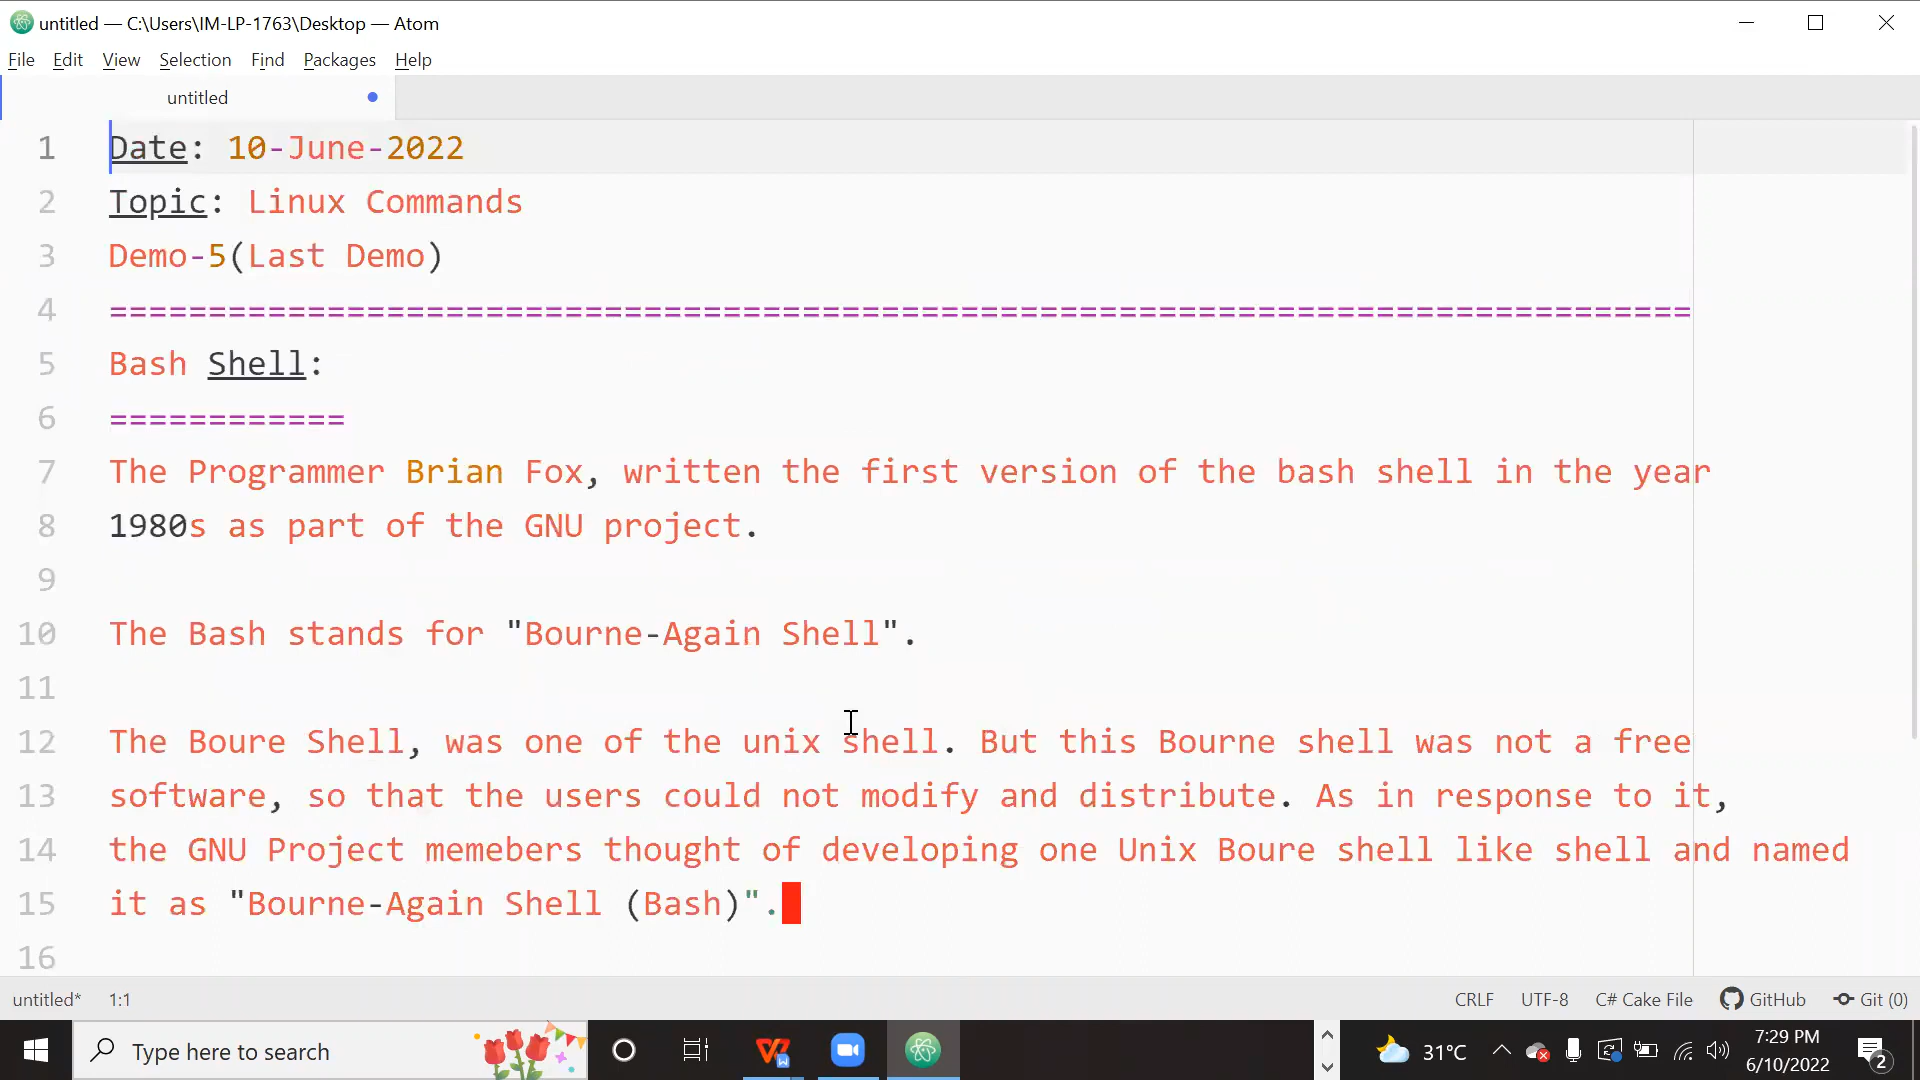 untitled — C:\Users\IM-LP-1763\Desktop — Atom
File Edit View Selection Find Packages Help
untitled
1 Date: 10-June-2022
2 Topic: Linux Commands
3 Demo-5(Last Demo)
4 ================================================================================
5 Bash Shell:
6 ============
7 The Programmer Brian Fox, written the first version of the bash shell in the year
8 1980s as part of the GNU project.
9
10 The Bash stands for "Bourne-Again Shell".
11
12 The Boure Shell, was one of the unix shell. But this Bourne shell was not a free
13 software, so that the users could not modify and distribute. As in response to it,
14 the GNU Project memebers thought of developing one Unix Boure shell like shell and named
15 it as "Bourne-Again Shell (Bash)".
16
untitled* 1:1 CRLF UTF-8 C# Cake File GitHub Git (0)
Type here to search 31°C 7:29 PM
6/10/2022 2